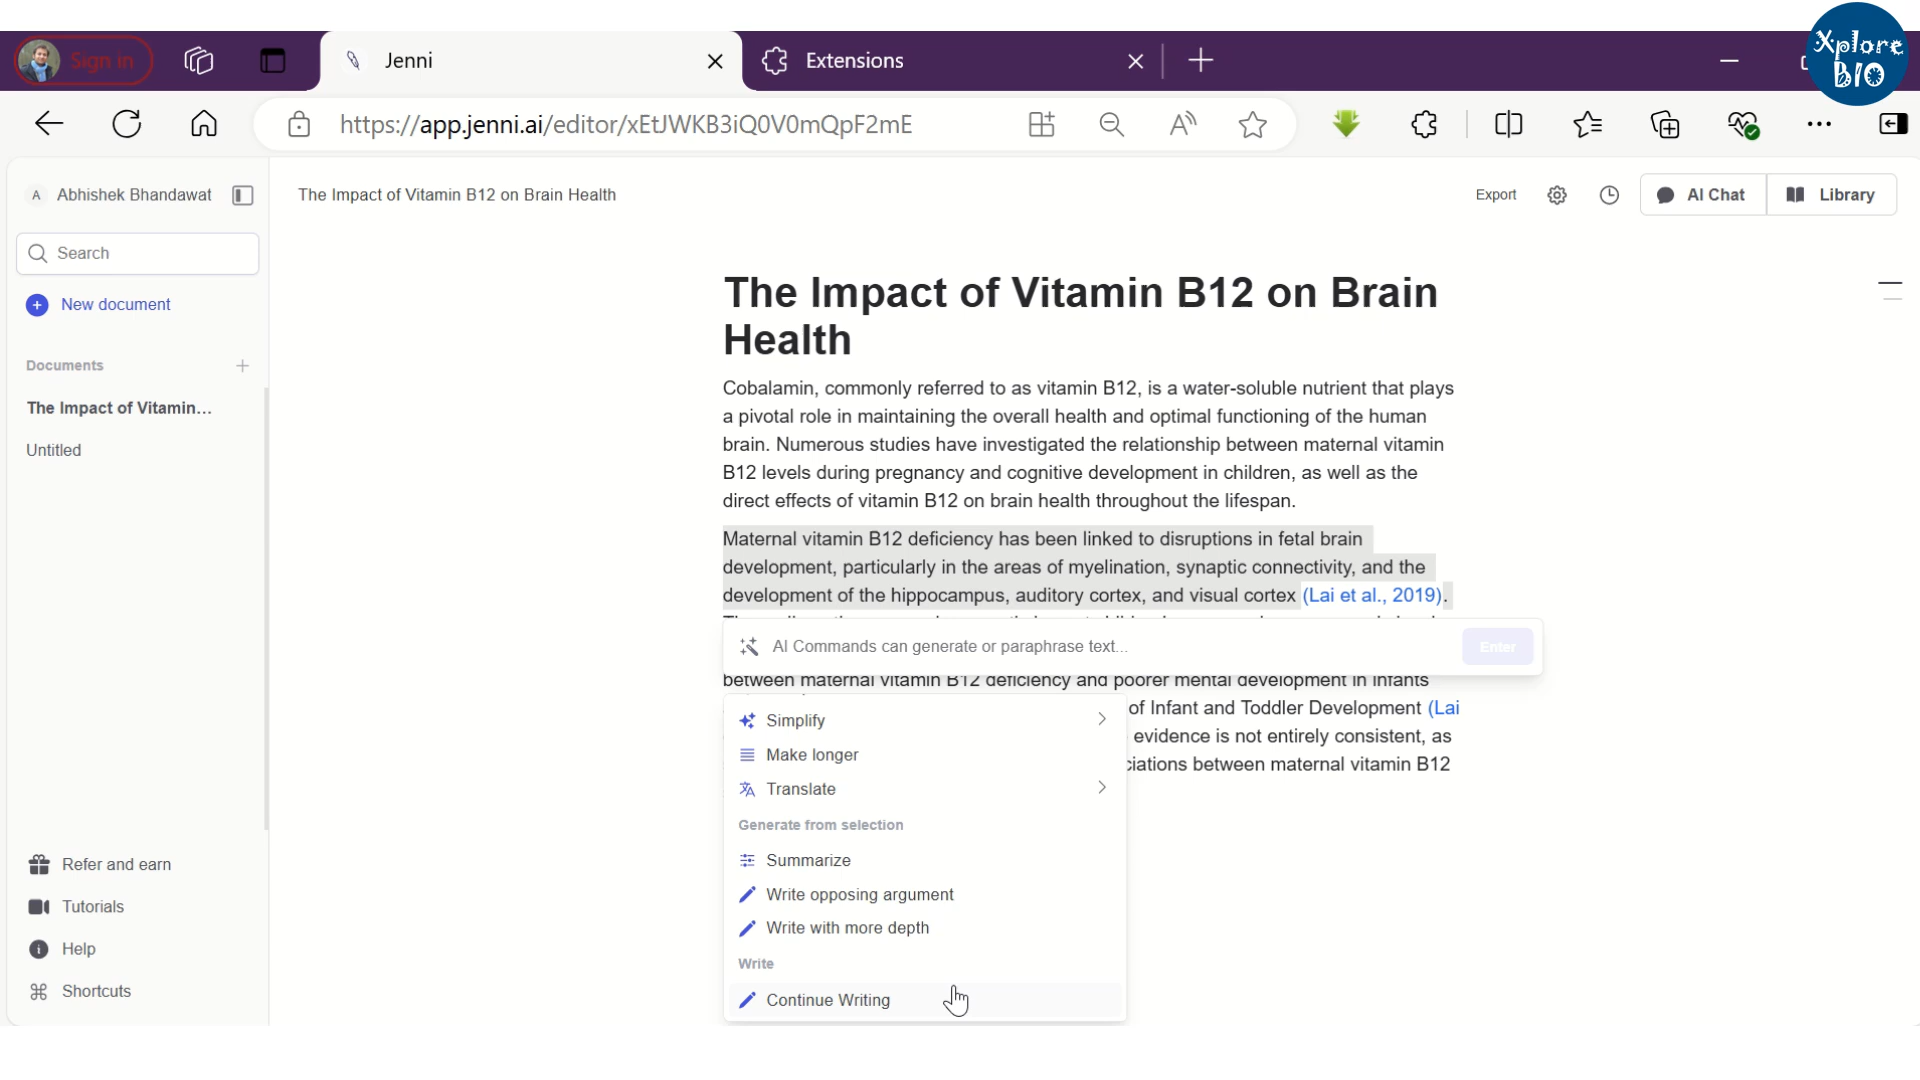 Sign in
Jenni
Extensions
Xplore
BIO
https://app.jenni.ai/editor/xEtJWKB3iQ0V0mQpF2mE
A Abhishek Bhandawat
The Impact of Vitamin B12 on Brain Health
Export
AI Chat
Library
Search
New document
Documents
The Impact of Vitamin...
Untitled
Refer and earn
Tutorials
Help
Shortcuts
The Impact of Vitamin B12 on Brain
Health
Cobalamin, commonly referred to as vitamin B12, is a water-soluble nutrient that plays
a pivotal role in maintaining the overall health and optimal functioning of the human
brain. Numerous studies have investigated the relationship between maternal vitamin
B12 levels during pregnancy and cognitive development in children, as well as the
direct effects of vitamin B12 on brain health throughout the lifespan.
Maternal vitamin B12 deficiency has been linked to disruptions in fetal brain
development, particularly in the areas of myelination, synaptic connectivity, and the
development of the hippocampus, auditory cortex, and visual cortex (Lai et al., 2019).
AI Commands can generate or paraphrase text...
Enter
between maternal vitamin B12 deficiency and poorer mental development in infants
of Infant and Toddler Development (Lai
evidence is not entirely consistent, as
ciations between maternal vitamin B12
Simplify
Make longer
Translate
Generate from selection
Summarize
Write opposing argument
Write with more depth
Write
Continue Writing